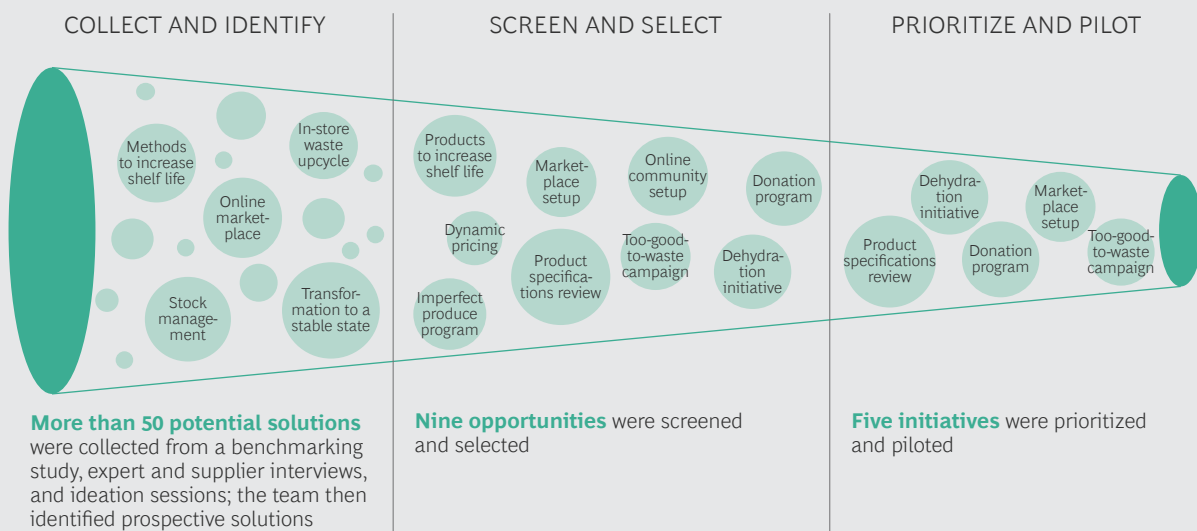 COLLECT AND IDENTIFY
Methods
to increase
shelf life
In-store
waste
upcycle
Online
market-
place
Stock
manage-
ment
Transfor-
mation to a
stable state
More than 50 potential solutions
were collected from a benchmarking
study, expert and supplier interviews,
and ideation sessions; the team then
identified prospective solutions
SCREEN AND SELECT
Products
to increase
shelf life
Market-
place
setup
Online
community
setup
Donation
program
Dynamic
pricing
Product
specifica-
tions review
Too-good-
to-waste
campaign
Dehydra-
tion
initiative
Imperfect
produce
program
Nine opportunities were screened
and selected
PRIORITIZE AND PILOT
Dehydra-
tion
initiative
Market-
place
setup
Product
specifications
review
Donation
program
Too-good-
to-waste
campaign
Five initiatives were prioritized
and piloted